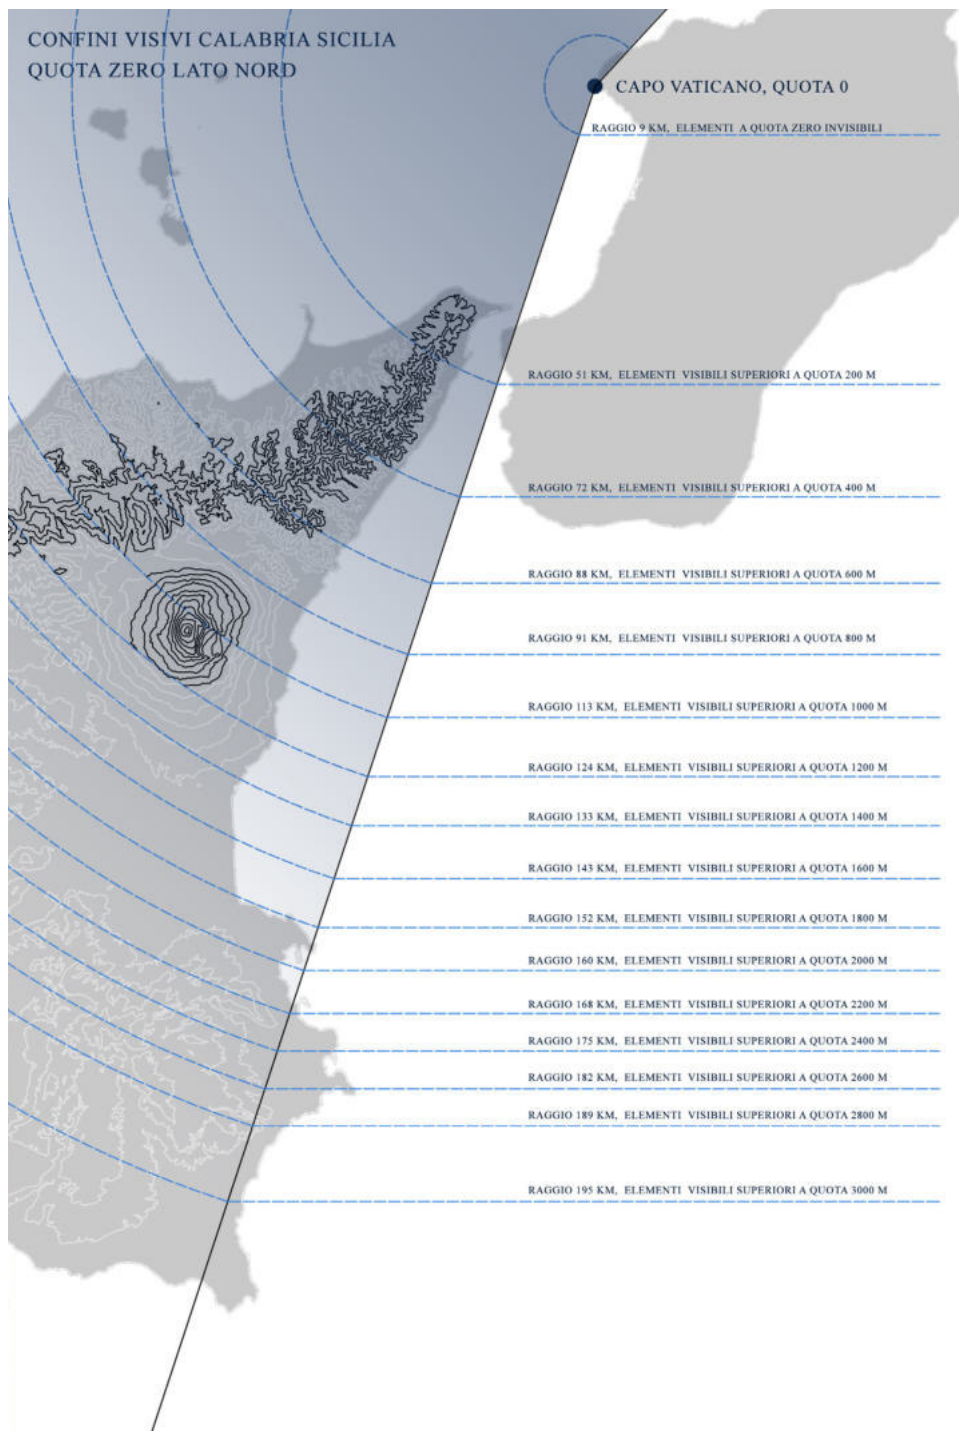 CONFINI VISIVI CALABRIA SICILIA
QUOTA ZERO LATO NORD
CAPO VATICANO, QUOTA 0
RAGGIO 9 KM, ELEMENTI A QUOTA ZERO INVISIBILI
RAGGIO 51 KM, ELEMENTI VISIBILI SUPERIORI A QUOTA 200 M
RAGGIO 72 KM, ELEMENTI VISIBILI SUPERIORI A QUOTA 400 M
RAGGIO 88 KM, ELEMENTI VISIBILI SUPERIORI A QUOTA 600 M
RAGGIO 91 KM, ELEMENTI VISIBILI SUPERIORI A QUOTA 800 M
RAGGIO 113 KM, ELEMENTI VISIBILI SUPERIORI A QUOTA 1000 M
RAGGIO 124 KM, ELEMENTI VISIBILI SUPERIORI A QUOTA 1200 M
RAGGIO 133 KM, ELEMENTI VISIBILI SUPERIORI A QUOTA 1400 M
RAGGIO 143 KM, ELEMENTI VISIBILI SUPERIORI A QUOTA 1600 M
RAGGIO 152 KM, ELEMENTI VISIBILI SUPERIORI A QUOTA 1800 M
RAGGIO 160 KM, ELEMENTI VISIBILI SUPERIORI A QUOTA 2000 M
RAGGIO 168 KM, ELEMENTI VISIBILI SUPERIORI A QUOTA 2200 M
RAGGIO 175 KM, ELEMENTI VISIBILI SUPERIORI A QUOTA 2400 M
RAGGIO 182 KM, ELEMENTI VISIBILI SUPERIORI A QUOTA 2600 M
RAGGIO 189 KM, ELEMENTI VISIBILI SUPERIORI A QUOTA 2800 M
RAGGIO 195 KM, ELEMENTI VISIBILI SUPERIORI A QUOTA 3000 M